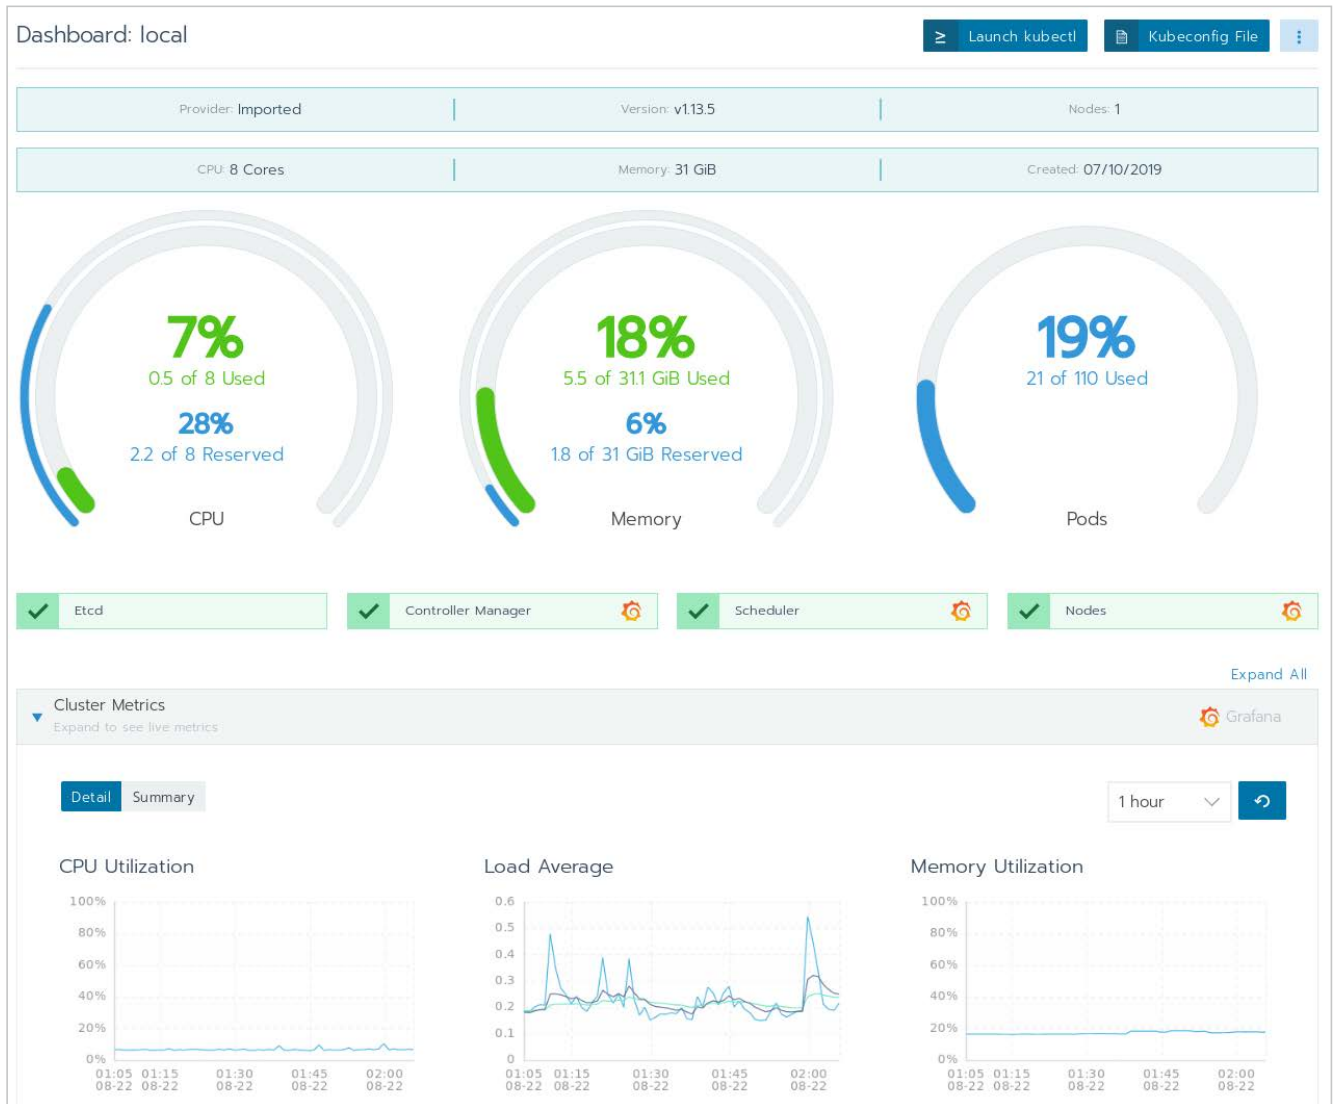 Dashboard: local
Launch kubectl
Kubeconfig File
Provider: Imported
Version: v1.13.5
Nodes: 1
CPU: 8 Cores
Memory: 31 GiB
Created: 07/10/2019
7%
0.5 of 8 Used
28%
2.2 of 8 Reserved
CPU
18%
5.5 of 31.1 GiB Used
6%
1.8 of 31 GiB Reserved
Memory
19%
21 of 110 Used
Pods
Etcd
Controller Manager
Scheduler
Nodes
Expand All
Cluster Metrics
Expand to see live metrics
Grafana
Detail
Summary
1 hour
CPU Utilization
100%
80%
60%
40%
20%
0%
01:05 01:15 01:30 01:45 02:00
08-22 08-22 08-22 08-22 08-22
Load Average
0.6
0.5
0.4
0.3
0.2
0.1
0
01:05 01:15 01:30 01:45 02:00
08-22 08-22 08-22 08-22 08-22
Memory Utilization
100%
80%
60%
40%
20%
0%
01:05 01:15 01:30 01:45 02:00
08-22 08-22 08-22 08-22 08-22